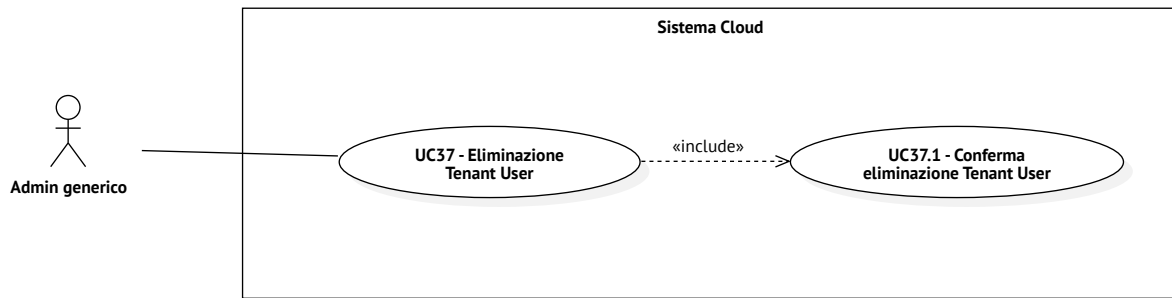 Sistema Cloud
«include»
UC37 - Eliminazione
Tenant User
UC37.1 - Conferma
eliminazione Tenant User
Admin generico